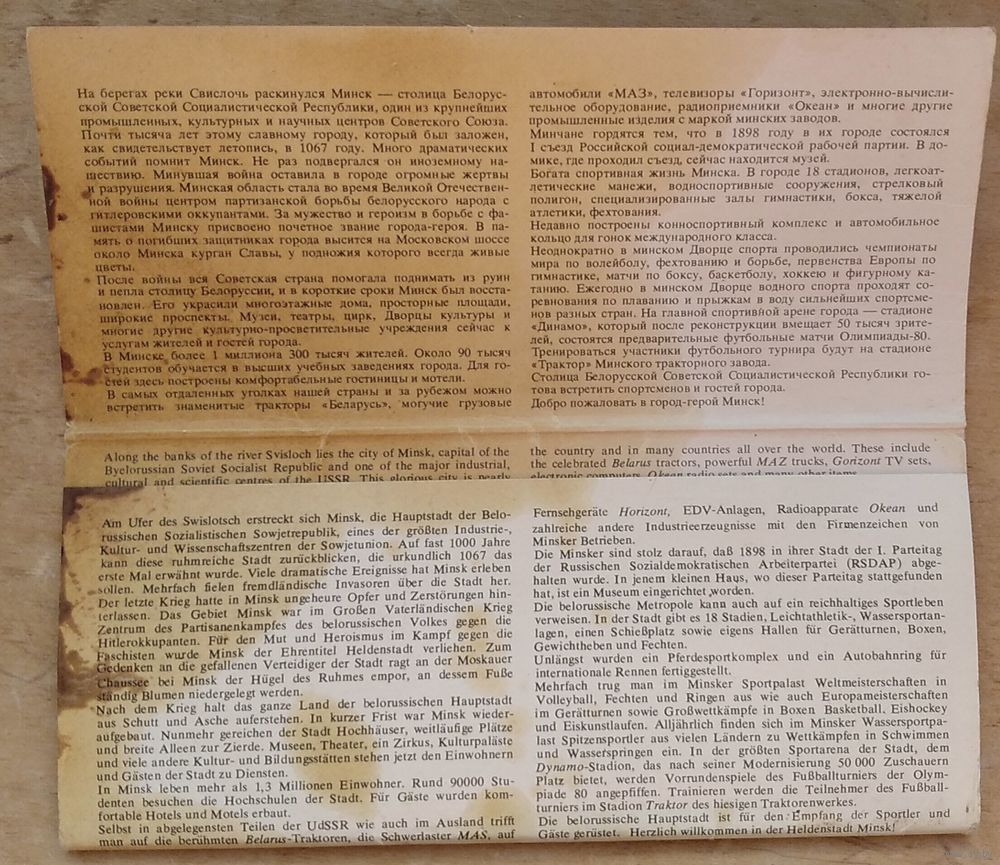 На берегах реки Свислочь раскинулся Минск — столица Белорус-
ской Советской Социалистической Республики, один из крупнейших
промышленных, культурных и научных центров Советского Союза.
Почти тысяча лет этому славному городу, который был заложен,
как свидетельствует летопись, в 1067 году. Много драматических
событий помнит Минск. Не раз подвергался он иноземному на-
шествию. Минувшая война оставила в городе огромные жертвы
и разрушения. Минская область стала во время Великой Отечествен-
ной войны центром партизанской борьбы белорусского народа с
гитлеровскими оккупантами. За мужество и героизм в борьбе с фа-
шистами Минску присвоено почетное звание города-героя. В па-
мять о погибших защитниках города высится на Московском шоссе
около Минска курган Славы, у подножия которого всегда живые
цветы.
После войны вся Советская страна помогала поднимать из руин
и пепла столицу Белоруссии, и в короткие сроки Минск был восста-
новлен. Его украсили многоэтажные дома, просторные площади,
широкие проспекты. Музеи, театры, цирк, Дворцы культуры и
многие другие культурно-просветительные учреждения сейчас к
услугам жителей и гостей города.
В Минске более 1 миллиона 300 тысяч жителей. Около 90 тысяч
студентов обучается в высших учебных заведениях города. Для го-
стей здесь построены комфортабельные гостиницы и мотели.
В самых отдаленных уголках нашей страны и за рубежом можно
встретить знаменитые тракторы «Беларусь», могучие грузовые
автомобили «МАЗ», телевизоры «Горизонт», электронно-вычисли-
тельное оборудование, радиоприемники «Океан» и многие другие
промышленные изделия с маркой минских заводов.
Минчане гордятся тем, что в 1898 году в их городе состоялся
I съезд Российской социал-демократической рабочей партии. В до-
мике, где проходил съезд, сейчас находится музей.
Богата спортивная жизнь Минска. В городе 18 стадионов, легкоат-
летические манежи, водноспортивные сооружения, стрелковый
полигон, специализированные залы гимнастики, бокса, тяжелой
атлетики, фехтования.
Недавно построены конноспортивный комплекс и автомобильное
кольцо для гонок международного класса.
Неоднократно в минском Дворце спорта проводились чемпионаты
мира по волейболу, фехтованию и борьбе, первенства Европы по
гимнастике, матчи по боксу, баскетболу, хоккею и фигурному ка-
танию. Ежегодно в минском Дворце водного спорта проходят со-
ревнования по плаванию и прыжкам в воду сильнейших спортсме-
нов разных стран. На главной спортивной арене города — стадионе
«Динамо», который после реконструкции вмещает 50 тысяч зрите-
лей, состоятся предварительные футбольные матчи Олимпиады-80.
Тренироваться участники футбольного турнира будут на стадионе
«Трактор» Минского тракторного завода.
Столица Белорусской Советской Социалистической Республики го-
това встретить спортсменов и гостей города.
Добро пожаловать в город-герой Минск!
Along the banks of the river Svisloch lies the city of Minsk, capital of the
Byelorussian Soviet Socialist Republic and one of the major industrial,
cultural and scientific centres of the USSR. This glorious city is nearly
the country and in many countries all over the world. These include
the celebrated Belarus tractors, powerful MAZ trucks, Gorizont TV sets,
electronic computers, Okean radio sets and many other items
Am Ufer des Swislotsch erstreckt sich Minsk, die Hauptstadt der Belo-
russischen Sozialistischen Sowjetrepublik, eines der größten Industrie-,
Kultur- und Wissenschaftszentren der Sowjetunion. Auf fast 1000 Jahre
kann diese ruhmreiche Stadt zurückblicken, die urkundlich 1067 das
erste Mal erwähnt wurde. Viele dramatische Ereignisse hat Minsk erleben
sollen. Mehrfach fielen fremdländische Invasoren über die Stadt her.
Der letzte Krieg hatte in Minsk ungeheure Opfer und Zerstörungen hin-
terlassen. Das Gebiet Minsk war im Großen Vaterländischen Krieg
Zentrum des Partisanenkampfes des belorussischen Volkes gegen die
Hitlerokkupanten. Für den Mut und Heroismus im Kampf gegen die
Faschisten wurde Minsk der Ehrentitel Heldenstadt verliehen. Zum
Gedenken an die gefallenen Verteidiger der Stadt ragt an der Moskauer
Chaussee bei Minsk der Hügel des Ruhmes empor, an dessem Fuße
ständig Blumen niedergelegt werden.
Nach dem Krieg halt das ganze Land der belorussischen Hauptstadt
aus Schutt und Asche auferstehen. In kurzer Frist war Minsk wieder-
aufgebaut. Nunmehr gereichen der Stadt Hochhäuser, weitläufige Plätze
und breite Alleen zur Zierde. Museen, Theater, ein Zirkus, Kulturpaläste
und viele andere Kultur- und Bildungsstätten stehen jetzt den Einwohnern
und Gästen der Stadt zu Diensten.
In Minsk leben mehr als 1,3 Millionen Einwohner. Rund 90000 Stu-
denten besuchen die Hochschulen der Stadt. Für Gäste wurden kom-
fortable Hotels und Motels erbaut.
Selbst in abgelegensten Teilen der UdSSR wie auch im Ausland trifft
man auf die berühmten Belarus-Traktoren, die Schwerlaster MAS, auf
Fernsehgeräte Horizont, EDV-Anlagen, Radioapparate Okean und
zahlreiche andere Industrieerzeugnisse mit den Firmenzeichen von
Minsker Betrieben.
Die Minsker sind stolz darauf, daß 1898 in ihrer Stadt der I. Parteitag
der Russischen Sozialdemokratischen Arbeiterpartei (RSDAP) abge-
halten wurde. In jenem kleinen Haus, wo dieser Parteitag stattgefunden
hat, ist ein Museum eingerichtet worden.
Die belorussische Metropole kann auch auf ein reichhaltiges Sportleben
verweisen. In der Stadt gibt es 18 Stadien, Leichtathletik-, Wassersportan-
lagen, einen Schießplatz sowie eigens Hallen für Gerätturnen, Boxen,
Gewichtheben und Fechten.
Unlängst wurden ein Pferdesportkomplex und ein Autobahnring für
internationale Rennen fertiggestellt.
Mehrfach trug man im Minsker Sportpalast Weltmeisterschaften in
Volleyball, Fechten und Ringen aus wie auch Europameisterschaften
im Gerätturnen sowie Großwettkämpfe in Boxen Basketball. Eishockey
und Eiskunstlaufen. Alljährlich finden sich im Minsker Wassersportpa-
last Spitzensportler aus vielen Ländern zu Wettkämpfen in Schwimmen
und Wasserspringen ein. In der größten Sportarena der Stadt, dem
Dynamo-Stadion, das nach seiner Modernisierung 50 000 Zuschauern
Platz bietet, werden Vorrundenspiele des Fußballturniers der Olym-
piade 80 angepfiffen. Trainieren werden die Teilnehmer des Fußball-
turniers im Stadion Traktor des hiesigen Traktorenwerkes.
Die belorussische Hauptstadt ist für den Empfang der Sportler und
Gäste gerüstet. Herzlich willkommen in der Heldenstadt Minsk!